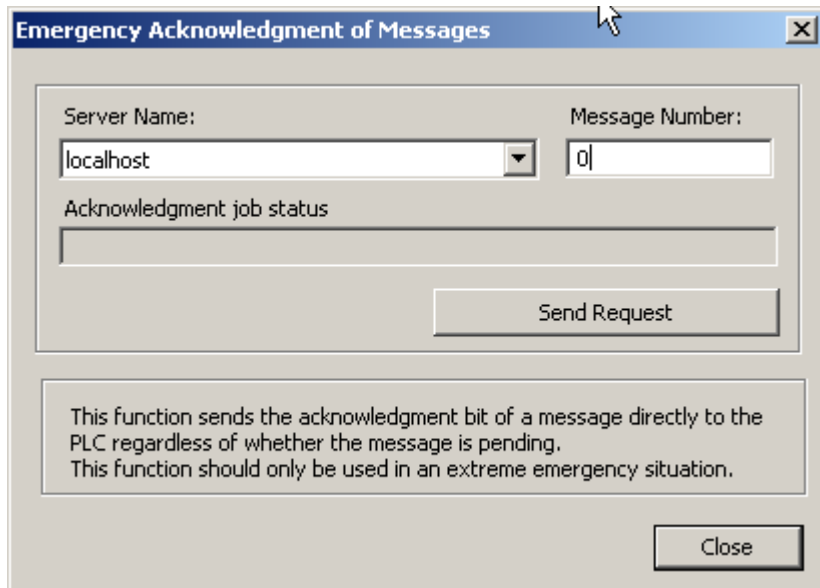 Emergency Acknowledgment of Messages
Server Name:
Message Number:
localhost
0
Acknowledgment job status
Send Request
This function sends the acknowledgment bit of a message directly to the
PLC regardless of whether the message is pending.
This function should only be used in an extreme emergency situation.
Close